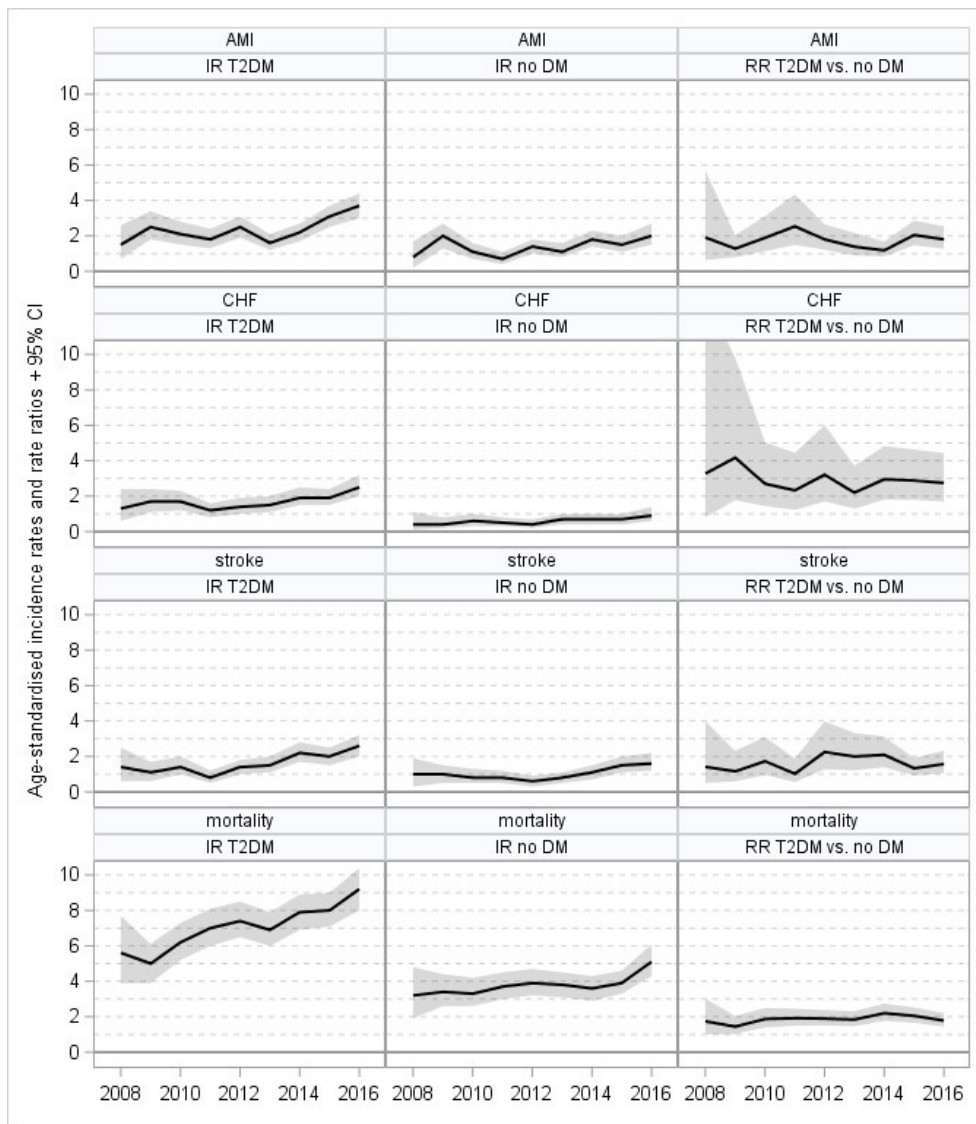 AMI AMI AMI
IR T2DM IR no DM RR T2DM vs. no DM
10
8
6
4
2
0
CHF CHF CHF
IR T2DM IR no DM RR T2DM vs. no DM
10
8
6
4
2
0
stroke stroke stroke
IR T2DM IR no DM RR T2DM vs. no DM
10
8
6
4
2
0
mortality mortality mortality
IR T2DM IR no DM RR T2DM vs. no DM
10
8
6
4
2
0
2008 2010 2012 2014 2016 2008 2010 2012 2014 2016 2008 2010 2012 2014 2016
Age-standardised incidence rates and rate ratios + 95% CI